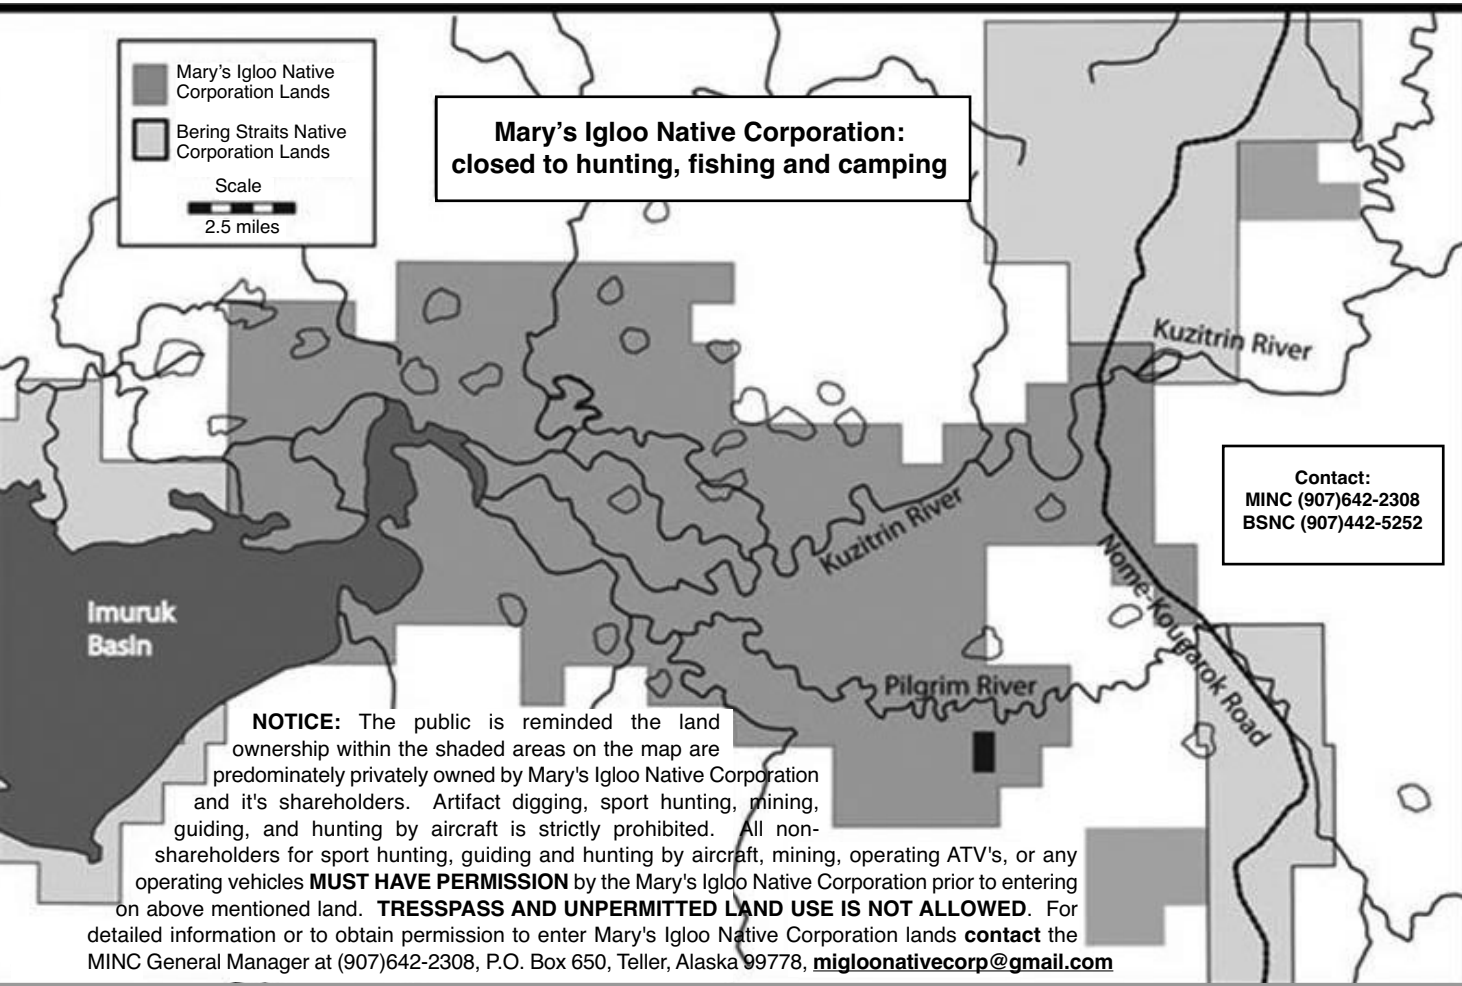 Mary's Igloo Native
Corporation Lands
Bering Straits Native
Corporation Lands
Scale
2.5 miles
Mary's Igloo Native Corporation:
closed to hunting, fishing and camping
Kuzitrin River
Contact:
MINC (907)642-2308
BSNC (907)442-5252
Kuzitrin River
Nome-Kougarok Road
Imuruk
Basin
Pilgrim River
NOTICE: The public is reminded the land
ownership within the shaded areas on the map are
predominately privately owned by Mary's Igloo Native Corporation
and it's shareholders. Artifact digging, sport hunting, mining,
guiding, and hunting by aircraft is strictly prohibited. All non-
shareholders for sport hunting, guiding and hunting by aircraft, mining, operating ATV's, or any
operating vehicles MUST HAVE PERMISSION by the Mary's Igloo Native Corporation prior to entering
on above mentioned land. TRESSPASS AND UNPERMITTED LAND USE IS NOT ALLOWED. For
detailed information or to obtain permission to enter Mary's Igloo Native Corporation lands contact the
MINC General Manager at (907)642-2308, P.O. Box 650, Teller, Alaska 99778, migloonativecorp@gmail.com